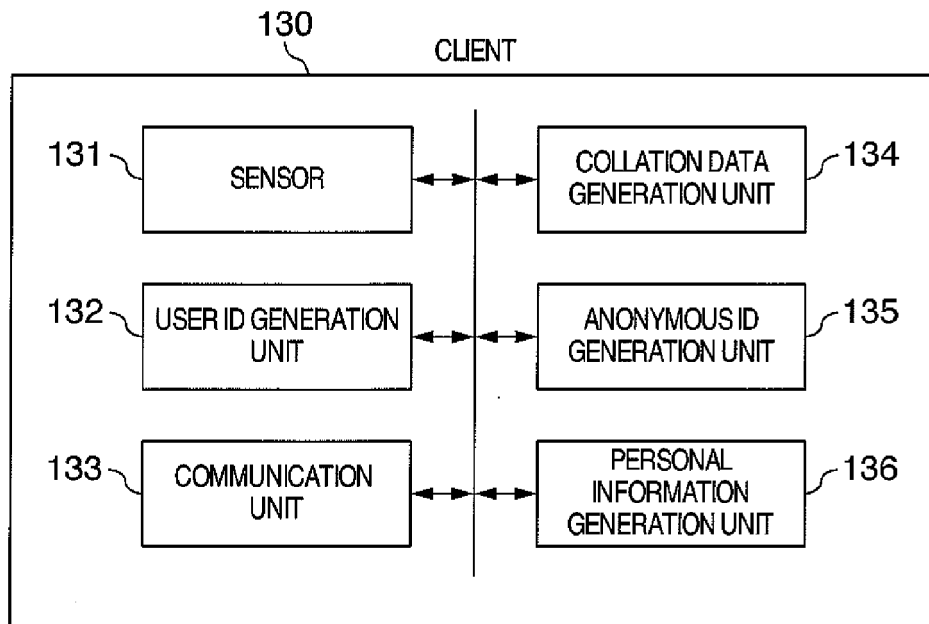 130
CLIENT
131
SENSOR
COLLATION DATA
GENERATION UNIT
134
132
USER ID GENERATION
UNIT
ANONYMOUS ID
GENERATION UNIT
135
133
COMMUNICATION
UNIT
PERSONAL
INFORMATION
GENERATION UNIT
136